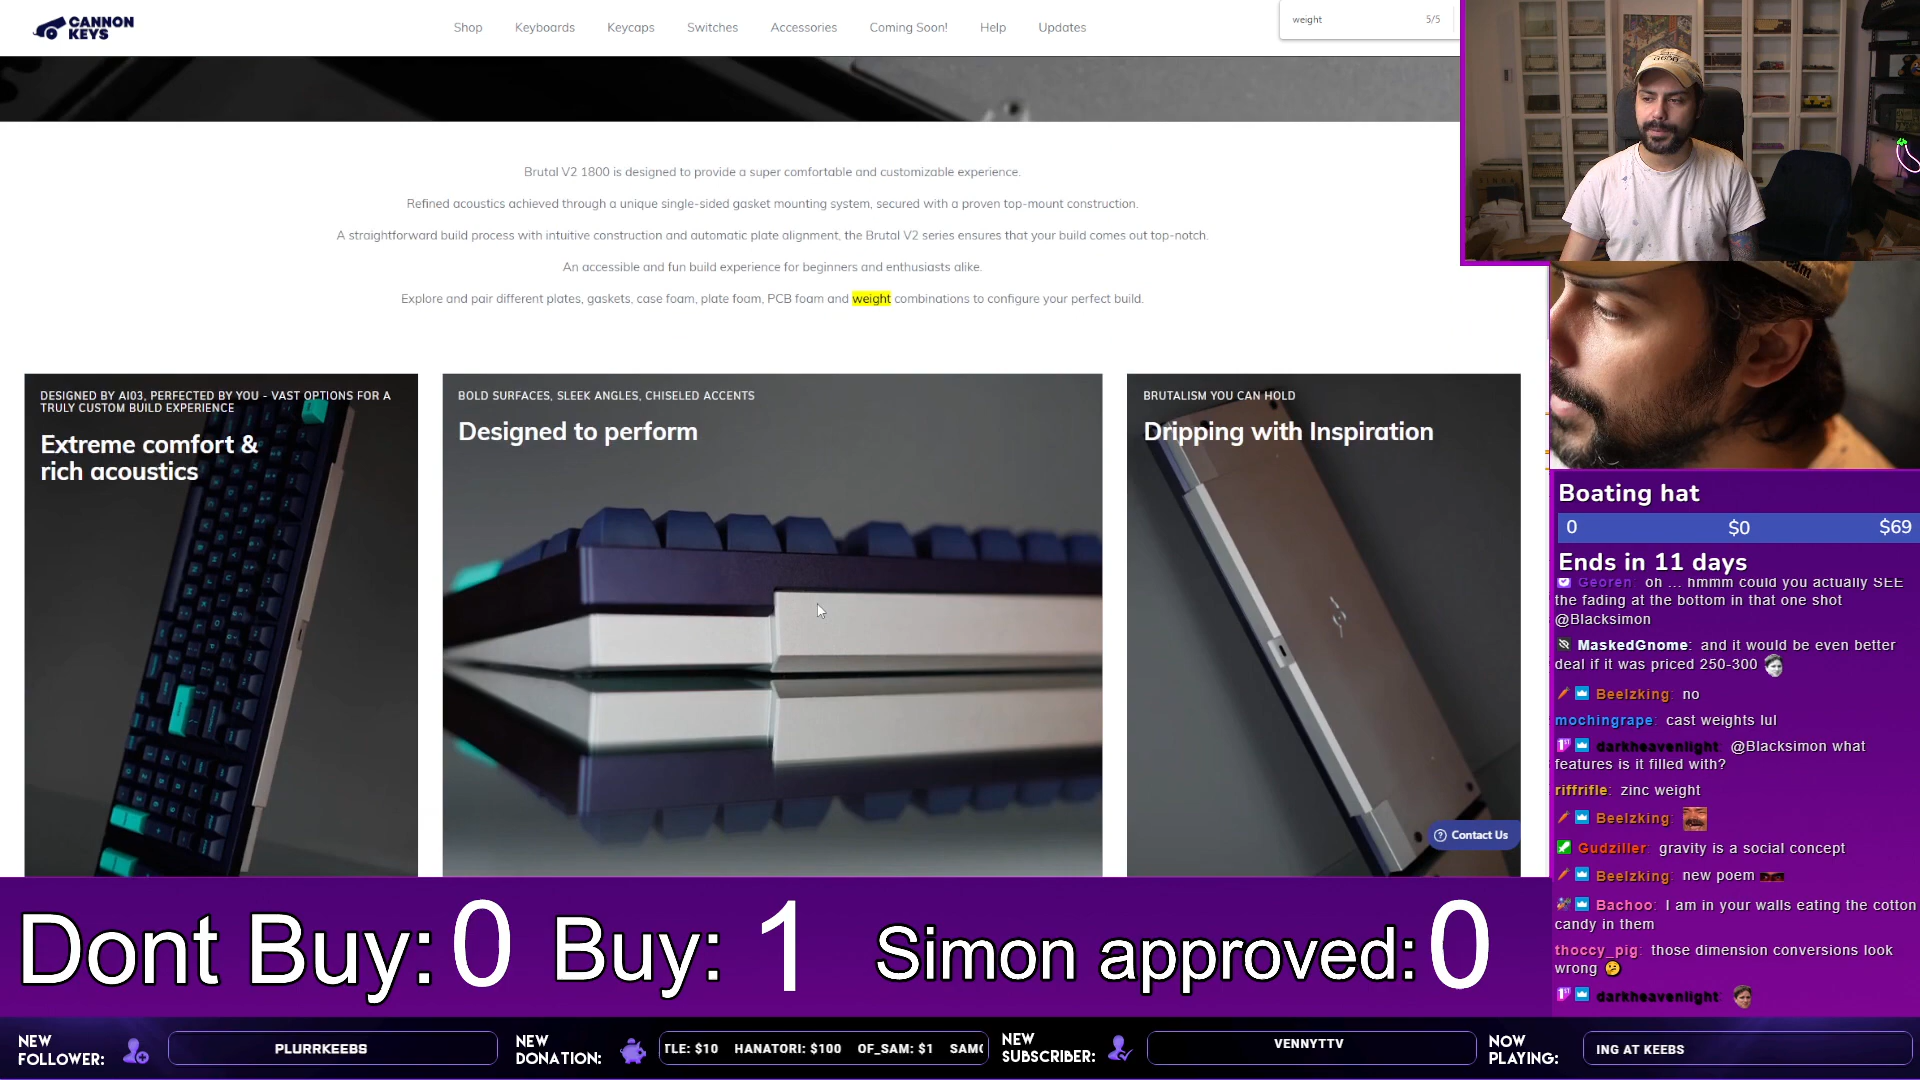 CANNON
KEYS
Shop Keyboards Keycaps Switches Accessories Coming Soon! Help Updates
weight 5/5
Brutal V2 1800 is designed to provide a super comfortable and customizable experience.
Refined acoustics achieved through a unique single-sided gasket mounting system, secured with a proven top-mount construction.
A straightforward build process with intuitive construction and automatic plate alignment, the Brutal V2 series ensures that your build comes out top-notch.
An accessible and fun build experience for beginners and enthusiasts alike.
Explore and pair different plates, gaskets, case foam, plate foam, PCB foam and weight combinations to configure your perfect build.
DESIGNED BY AI03, PERFECTED BY YOU - VAST OPTIONS FOR A
TRULY CUSTOM BUILD EXPERIENCE
Extreme comfort &
rich acoustics
BOLD SURFACES, SLEEK ANGLES, CHISELED ACCENTS
Designed to perform
BRUTALISM YOU CAN HOLD
Dripping with Inspiration
Contact Us
Boating hat
0 $0 $69
Ends in 11 days
Georen: oh ... hmmm could you actually SEE
the fading at the bottom in that one shot
@Blacksimon
MaskedGnome: and it would be even better
deal if it was priced 250-300
Beelzking: no
mochingrape: cast weights lul
darkheavenlight: @Blacksimon what
features is it filled with?
riffrifle: zinc weight
Beelzking:
Gudziller: gravity is a social concept
Beelzking: new poem
Bachoo: I am in your walls eating the cotton
candy in them
thoccy_pig: those dimension conversions look
wrong
darkheavenlight:
Dont Buy: 0 Buy: 1 Simon approved: 0
NEW
FOLLOWER:
PLURRKEEBS
NEW
DONATION:
TLE: $10 HANATORI: $100 OF_SAM: $1
NEW
SUBSCRIBER:
VENNYTTV
NOW
PLAYING:
ING AT KEEBS